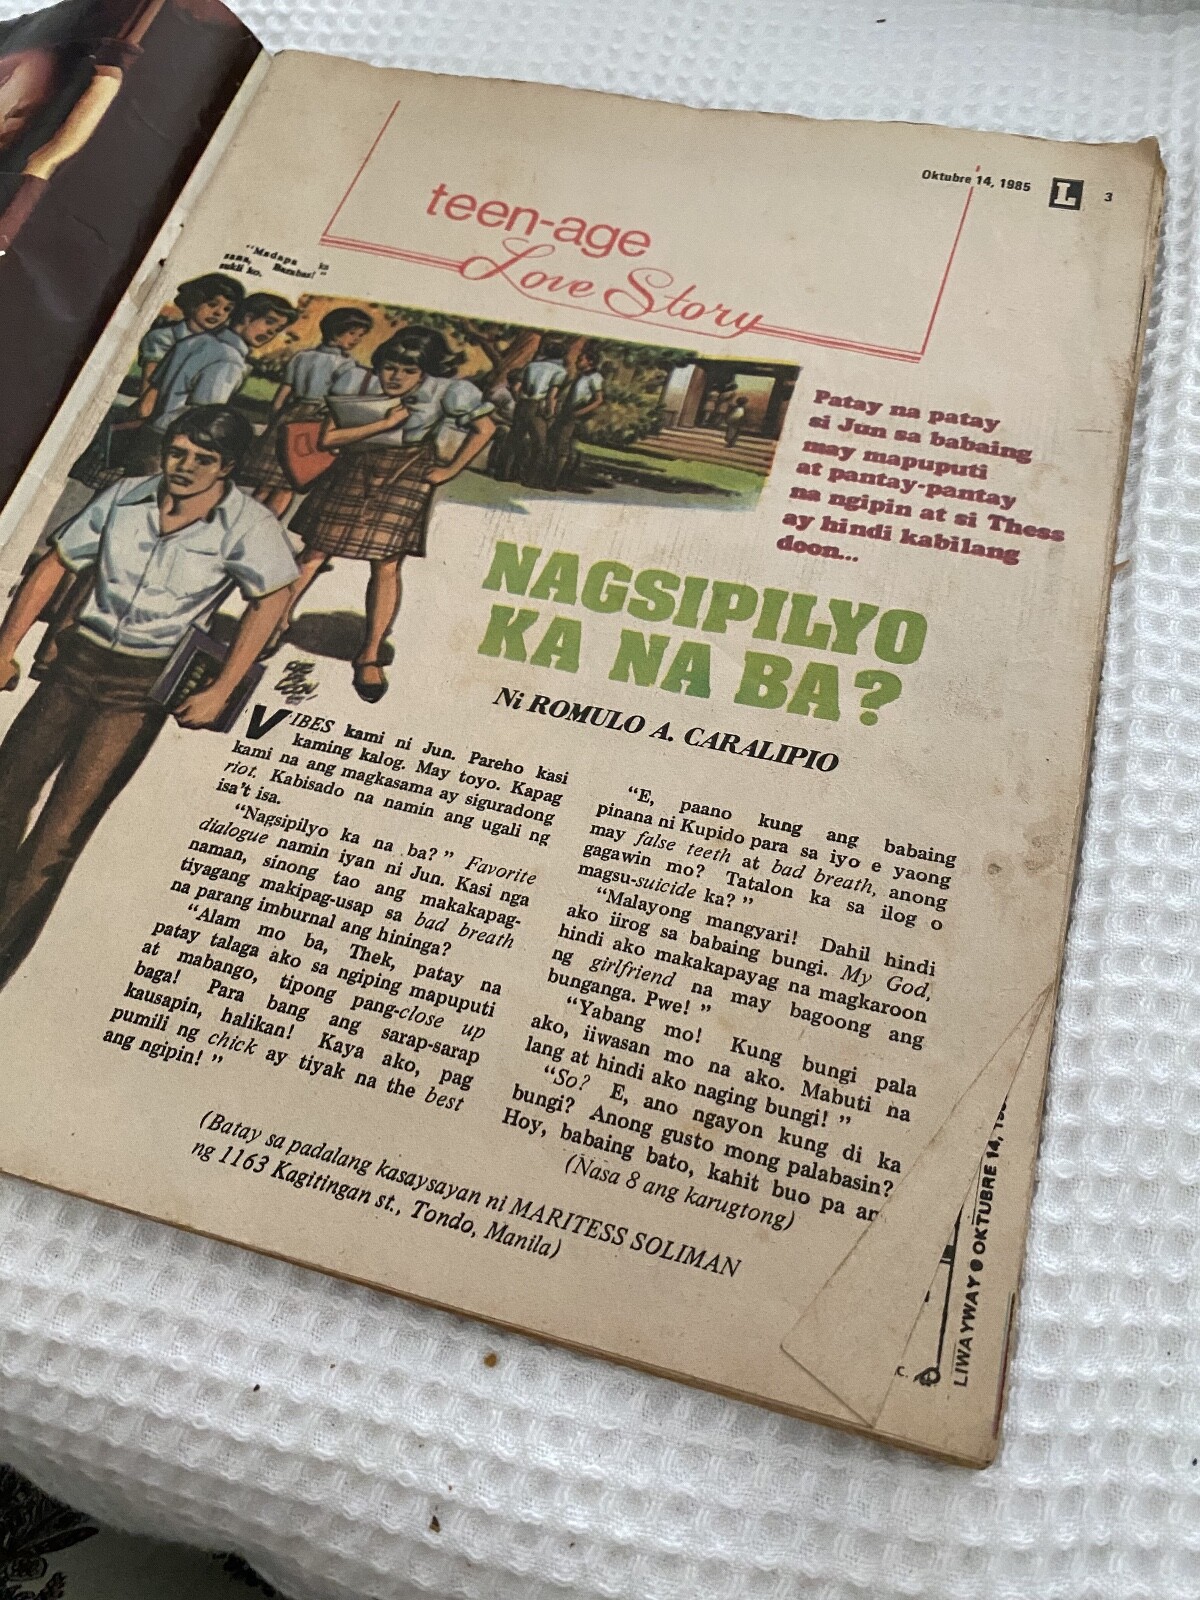 Oktubre 14, 1985 L 3
teen-age
Love Story
"Madapa ka
sana, Barabas!"
sukli ko.
Patay na patay
si Jun sa babaing
may mapuputi
at pantay-pantay
na ngipin at si Thess
ay hindi kabilang
doon...
NAGSIPILYO
KA NA BA?
Ni ROMULO A. CARALIPIO
VIBES kami ni Jun. Pareho kasi
kaming kalog. May toyo. Kapag
kami na ang magkasama ay siguradong
riot. Kabisado na namin ang ugali ng
isa't isa.
"Nagsipilyo ka na ba?" Favorite
dialogue namin iyan ni Jun. Kasi nga
naman, sinong tao ang makakapag-
tiyagang makipag-usap sa bad breath
na parang imburnal ang hininga?
"Alam mo ba, Thek, patay na
patay talaga ako sa ngiping mapuputi
at mabango, tipong pang-close up
baga! Para bang ang sarap-sarap
kausapin, halikan! Kaya ako, pag
pumili ng chick ay tiyak na the best
ang ngipin!"
"E, paano kung ang babaing
pinana ni Kupido para sa iyo e yaong
may false teeth at bad breath, anong
gagawin mo? Tatalon ka sa ilog o
magsu-suicide ka?"
"Malayong mangyari! Dahil hindi
ako iirog sa babaing bungi. My God,
hindi ako makakapayag na magkaroon
ng girlfriend na may bagoong ang
bunganga. Pwe!"
"Yabang mo! Kung bungi pala
ako, iiwasan mo na ako. Mabuti na
lang at hindi ako naging bungi!"
"So? E, ano ngayon kung di ka
bungi? Anong gusto mong palabasin?
Hoy, babaing bato, kahit buo pa
(Nasa 8 ang karugtong)
(Batay sa padalang kasaysayan ni MARITESS SOLIMAN
ng 1163 Kagitingan st., Tondo, Manila)
LIWAYWAY ● OKTUBRE 14,